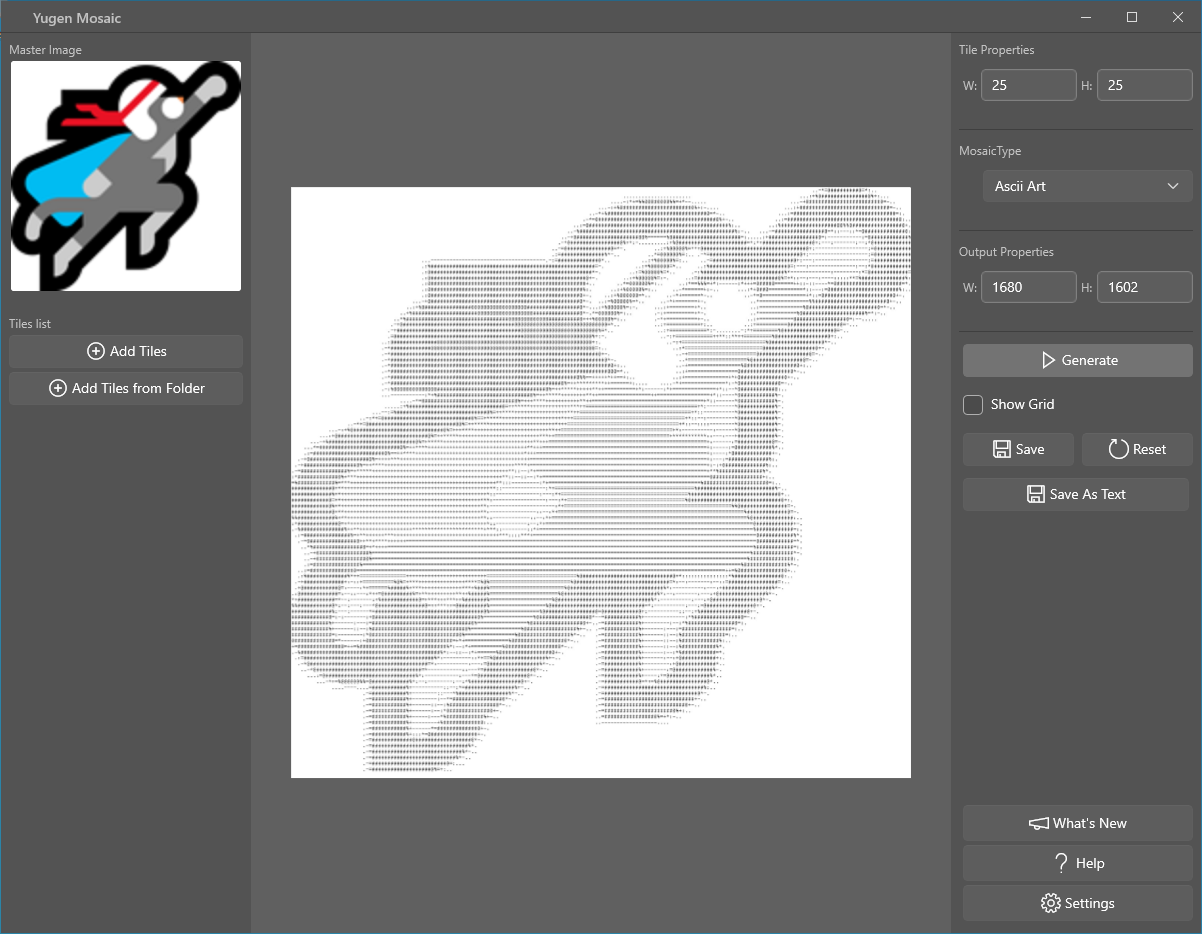 Yugen Mosaic
Master Image
Tiles list
Add Tiles
Add Tiles from Folder
Tile Properties
W: 25 H: 25
MosaicType
Ascii Art
Output Properties
W: 1680 H: 1602
Generate
Show Grid
Save Reset
Save As Text
What's New
Help
Settings